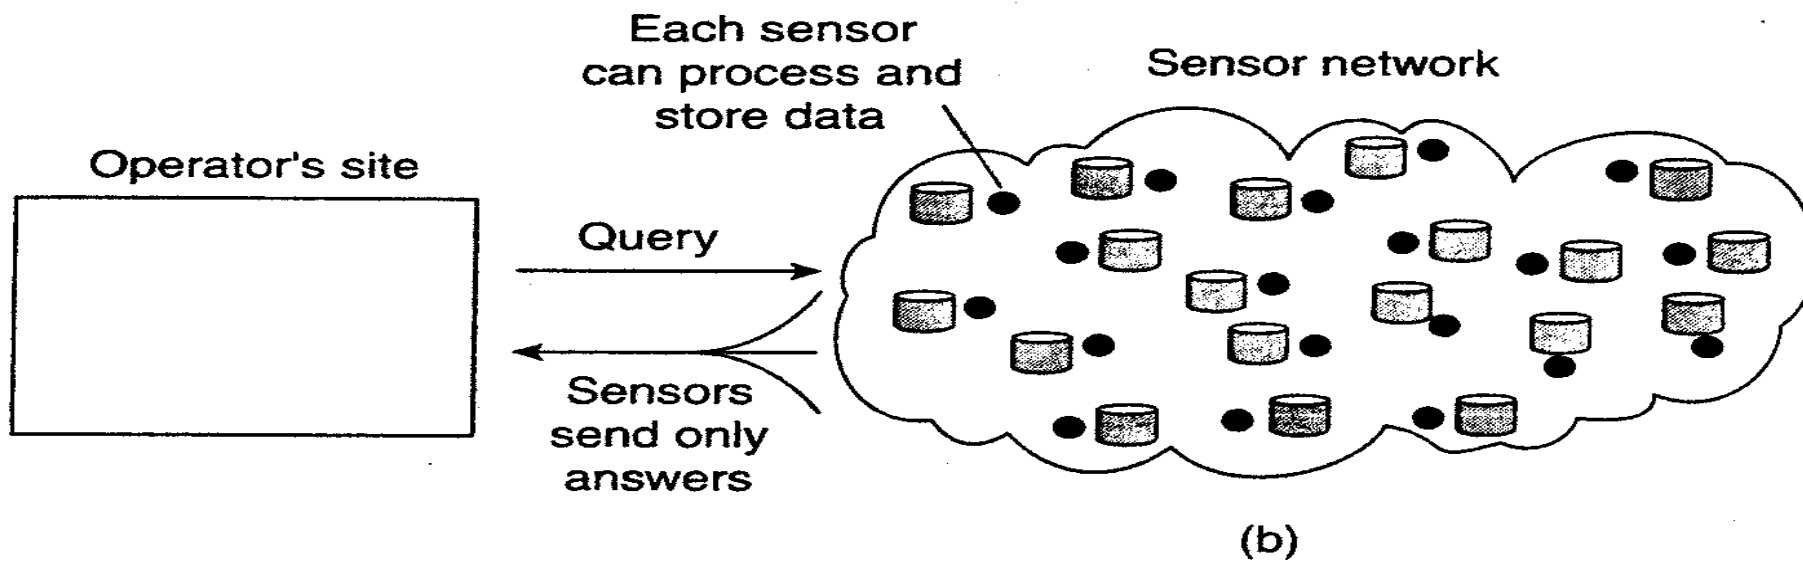 Each sensor
can process and
store data
Sensor network
Operator's site
Query
Sensors
send only
answers
(b)